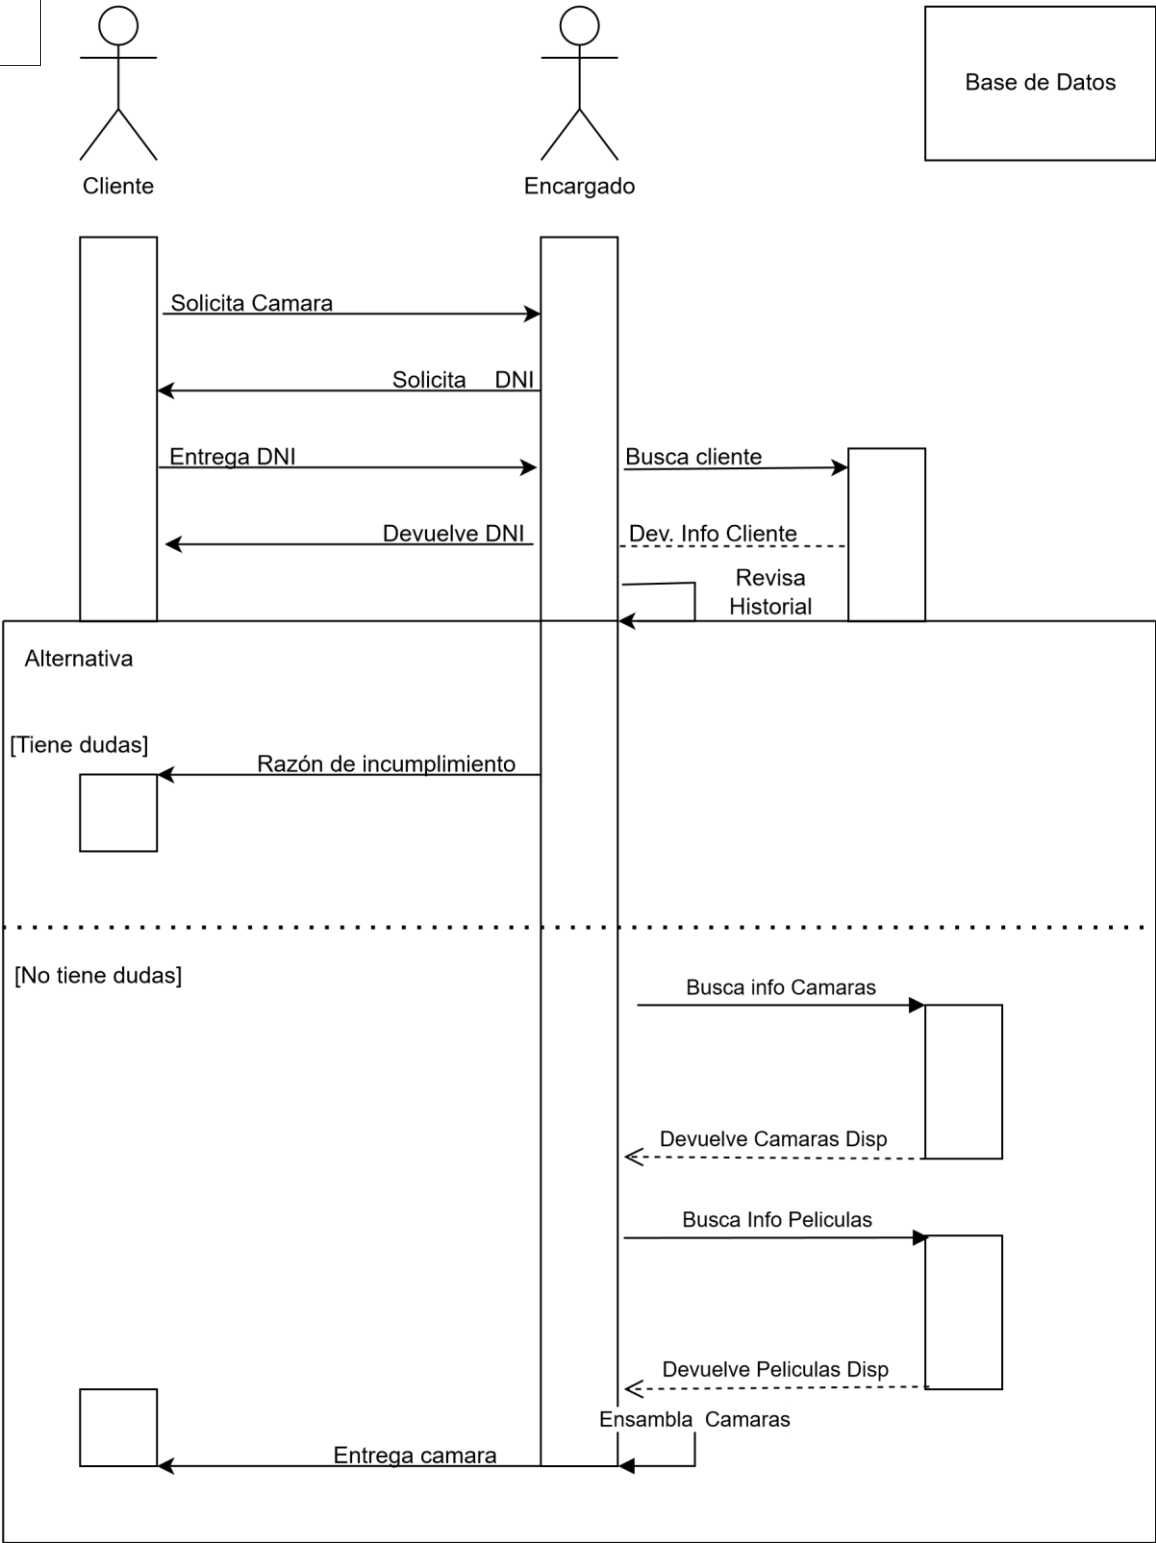 Base de Datos
Cliente
Encargado
Solicita Camara
Solicita DNI
Entrega DNI
Busca cliente
Devuelve DNI
Dev. Info Cliente
Revisa
Historial
Alternativa
[Tiene dudas]
Razón de incumplimiento
[No tiene dudas]
Busca info Camaras
Devuelve Camaras Disp
Busca Info Peliculas
Devuelve Peliculas Disp
Ensambla Camaras
Entrega camara